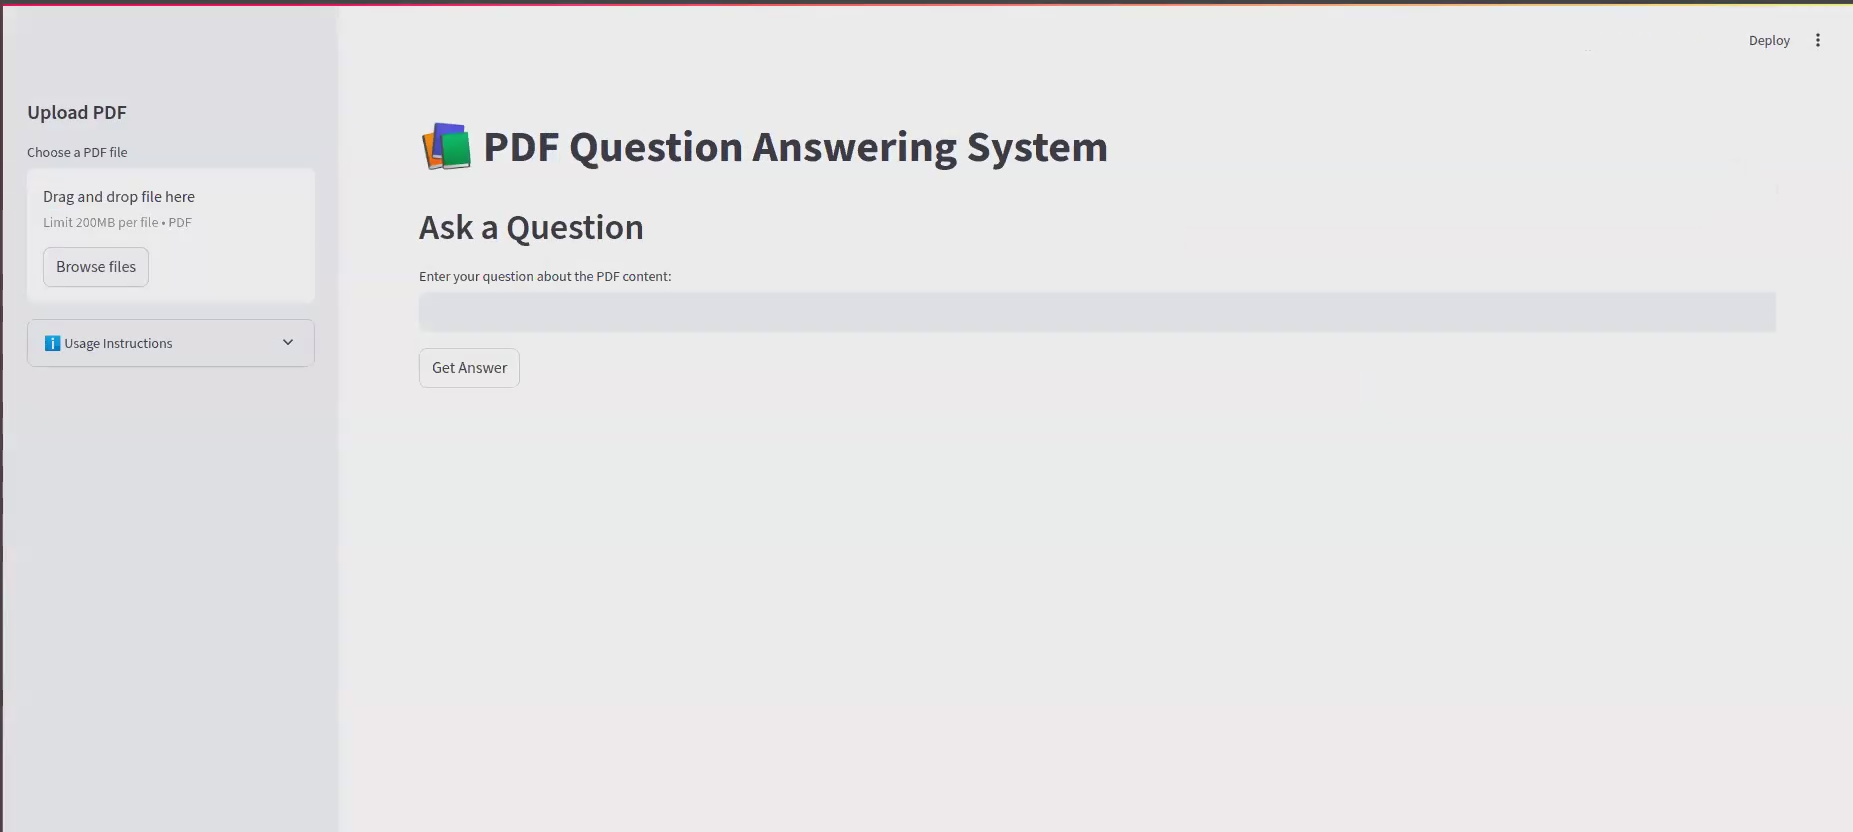 Deploy
Upload PDF
Choose a PDF file
Drag and drop file here
Limit 200MB per file • PDF
Browse files
ℹ️ Usage Instructions
📚 PDF Question Answering System
Ask a Question
Enter your question about the PDF content:
Get Answer